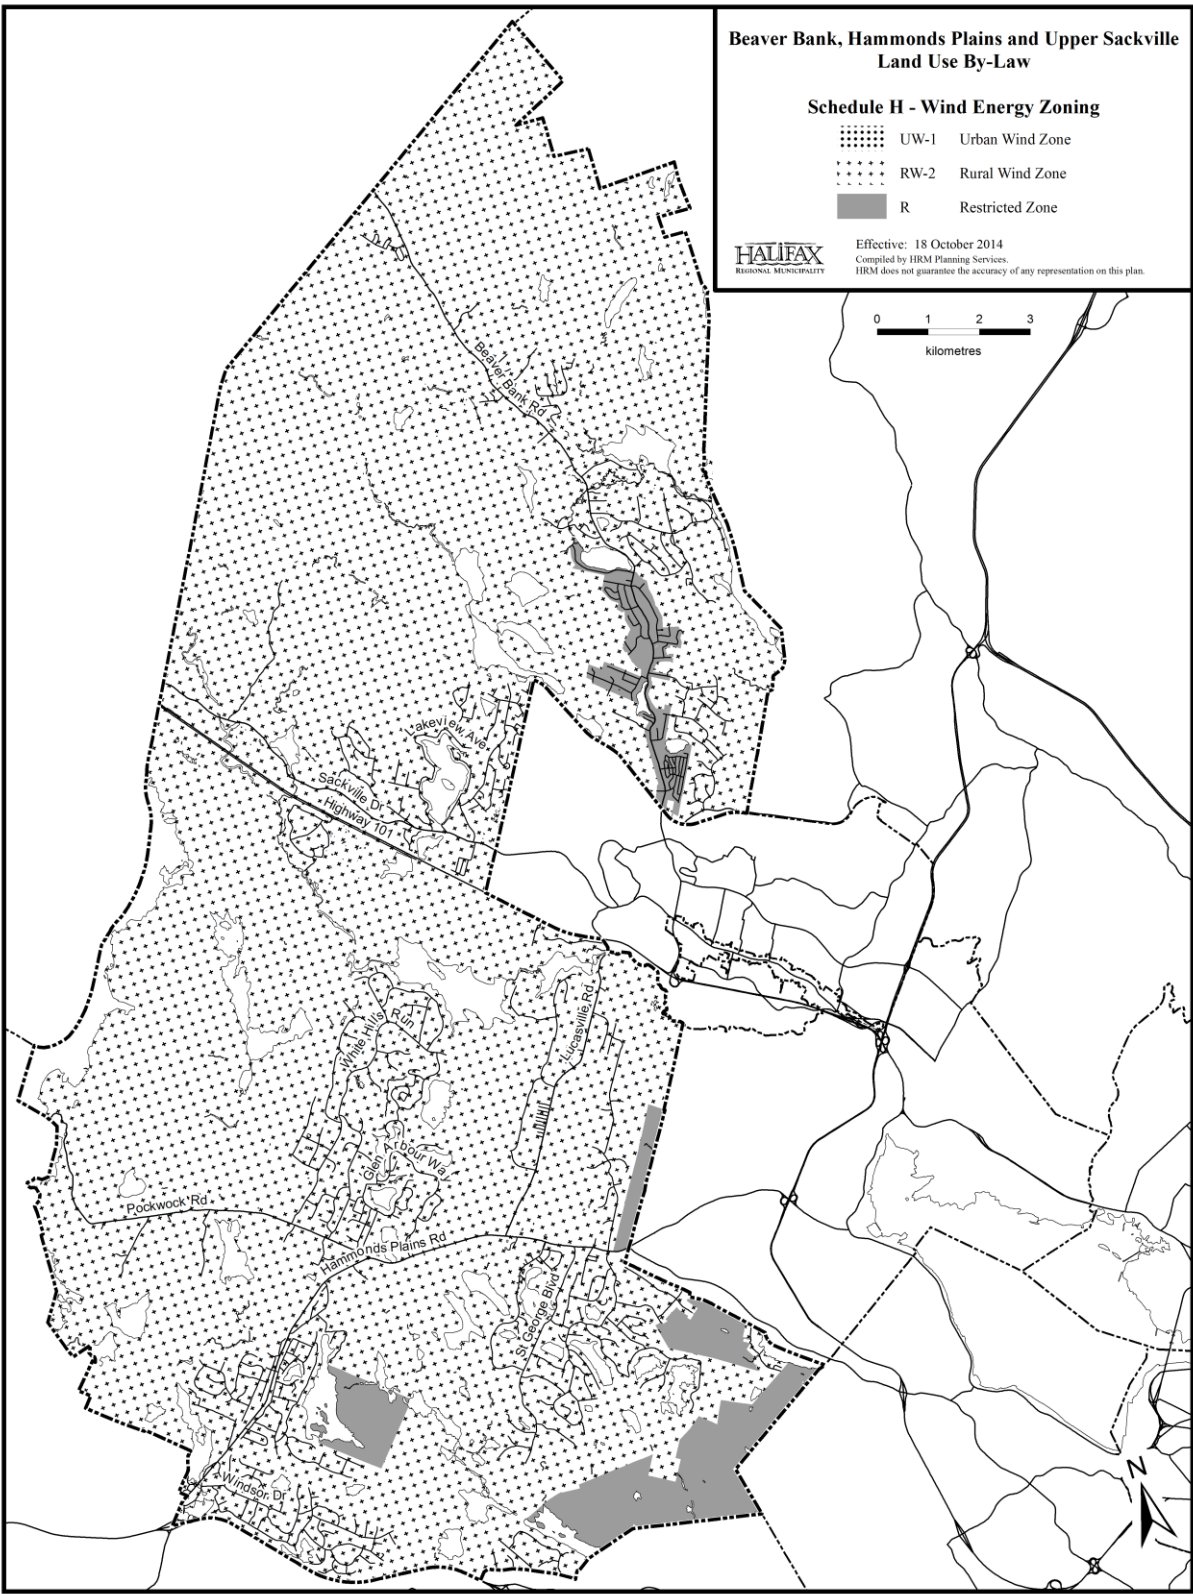 Beaver Bank, Hammonds Plains and Upper Sackville
Land Use By-Law
Schedule H - Wind Energy Zoning
UW-1 Urban Wind Zone
RW-2 Rural Wind Zone
R Restricted Zone
HALIFAX
REGIONAL MUNICIPALITY
Effective: 18 October 2014
Compiled by HRM Planning Services.
HRM does not guarantee the accuracy of any representation on this plan.
0 1 2 3
kilometres
Beaver Bank Rd
Lakeview Ave
Sackville Dr
Highway 101
White Hills Run
Lucasville Rd
Glen Arbour Wa
Pockwock Rd
Hammonds Plains Rd
St George Blvd
Windsor Dr
N